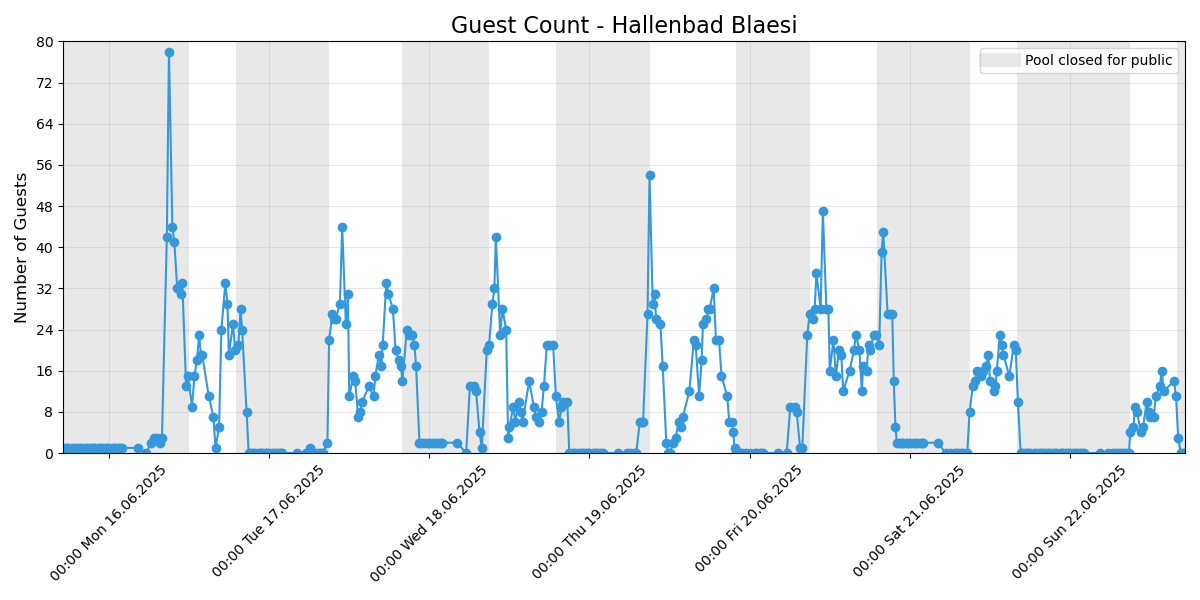 Guest Count - Hallenbad Blaesi
Pool closed for public
Number of Guests
80
72
64
56
48
40
32
24
16
8
0
00:00 Mon 16.06.2025
00:00 Tue 17.06.2025
00:00 Wed 18.06.2025
00:00 Thu 19.06.2025
00:00 Fri 20.06.2025
00:00 Sat 21.06.2025
00:00 Sun 22.06.2025